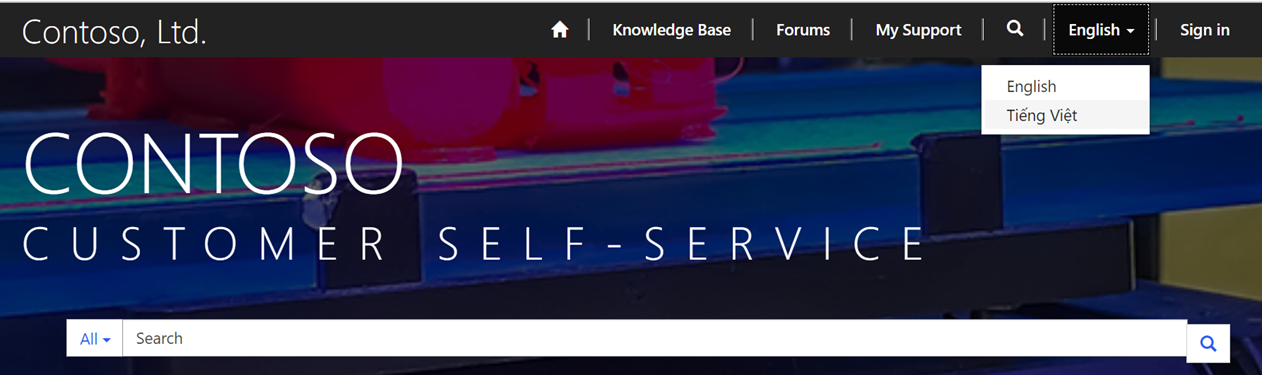 Contoso, Ltd.
Knowledge Base Forums My Support English Sign in
English
Tiếng Việt
CONTOSO
CUSTOMER SELF-SERVICE
All Search